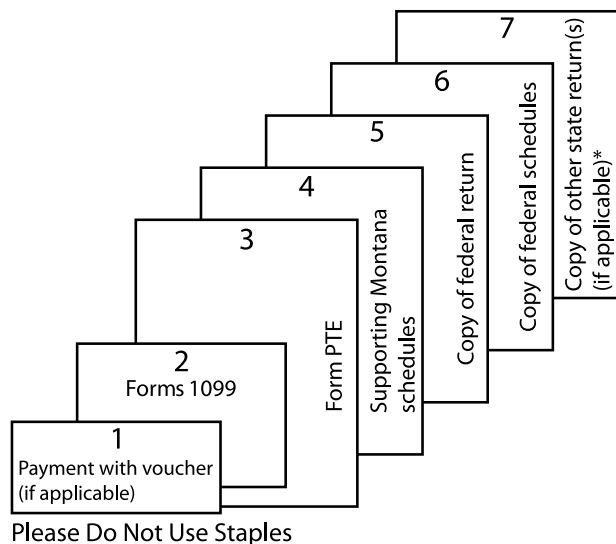 7
Copy of other state return(s)
(if applicable)*
6
Copy of federal schedules
5
Copy of federal return
4
Supporting Montana
schedules
3
Form PTE
2
Forms 1099
1
Payment with voucher
(if applicable)
Please Do Not Use Staples